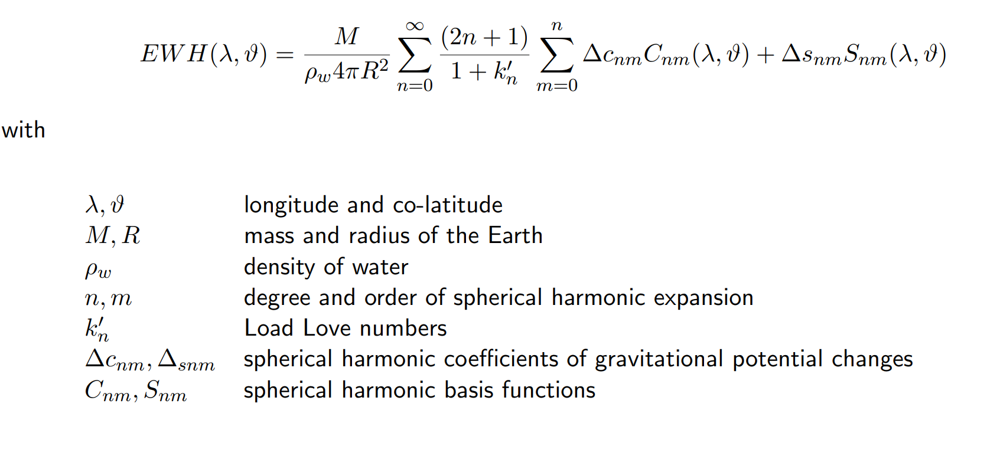 $EWH(\lambda, \vartheta) = \frac{M}{\rho_w 4\pi R^2} \sum_{n=0}^{\infty} \frac{(2n+1)}{1+k'_n} \sum_{m=0}^{n} \Delta c_{nm} C_{nm}(\lambda, \vartheta) + \Delta s_{nm} S_{nm}(\lambda, \vartheta)$
with
$\lambda, \vartheta$ longitude and co-latitude
$M, R$ mass and radius of the Earth
$\rho_w$ density of water
$n, m$ degree and order of spherical harmonic expansion
$k'_n$ Load Love numbers
$\Delta c_{nm}, \Delta_{snm}$ spherical harmonic coefficients of gravitational potential changes
$C_{nm}, S_{nm}$ spherical harmonic basis functions